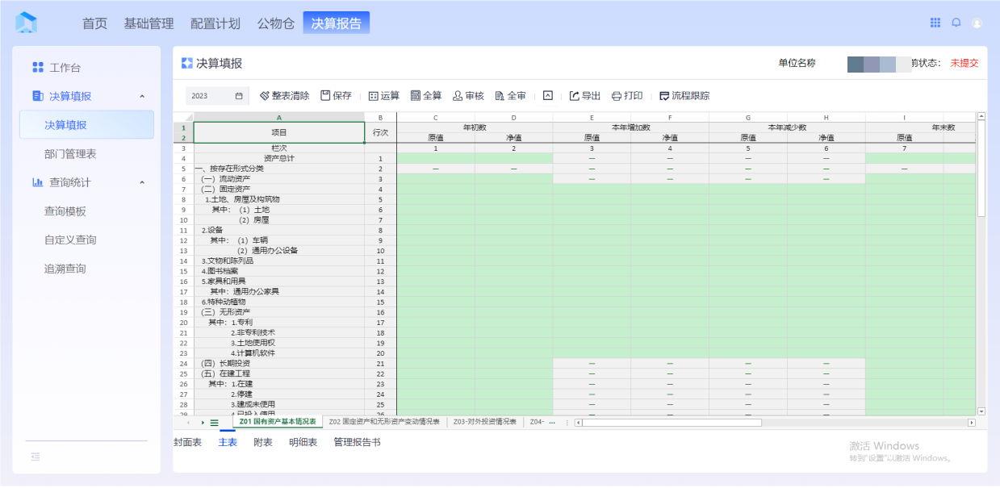 首页 基础管理 配置计划 公物仓 决算报告
工作台
决算填报
决算填报
部门管理表
查询统计
查询模板
自定义查询
追溯查询
决算填报 单位名称 前状态： 未提交
2023 整表清除 保存 运算 全算 审核 全审 导出 打印 流程跟踪
A B C D E F G H I
1 项目 行次 年初数 本年增加数 本年减少数 年末数
2 原值 净值 原值 净值 原值 净值 原值
3 栏次 1 2 3 4 5 6 7
4 资产总计 1 — — — —
5 一、按存在形式分类 2 — — — — — — —
6 （一）流动资产 3 — — — —
7 （二）固定资产 4
8 1.土地、房屋及构筑物 5
9 其中：（1）土地 6
10 （2）房屋 7
11 2.设备 8
12 其中：（1）车辆 9
13 （2）通用办公设备 10
14 3.文物和陈列品 11
15 4.图书档案 12
16 5.家具和用具 13
17 其中：通用办公家具 14
18 6.特种动植物 15
19 （三）无形资产 16
20 其中：1.专利 17
21 2.非专利技术 18
22 3.土地使用权 19
23 4.计算机软件 20
24 （四）长期投资 21 — — — —
25 （五）在建工程 22 — — — —
26 其中：1.在建 23 — — — —
27 2.停建 24 — — — —
28 3.建成未使用 25 — — — —
29 4.已投入使用 26 — — — —
Z01 国有资产基本情况表 Z02 固定资产和无形资产变动情况表 Z03-对外投资情况表 Z04- ...
封面表 主表 附表 明细表 管理报告书
激活 Windows
转到"设置"以激活 Windows。